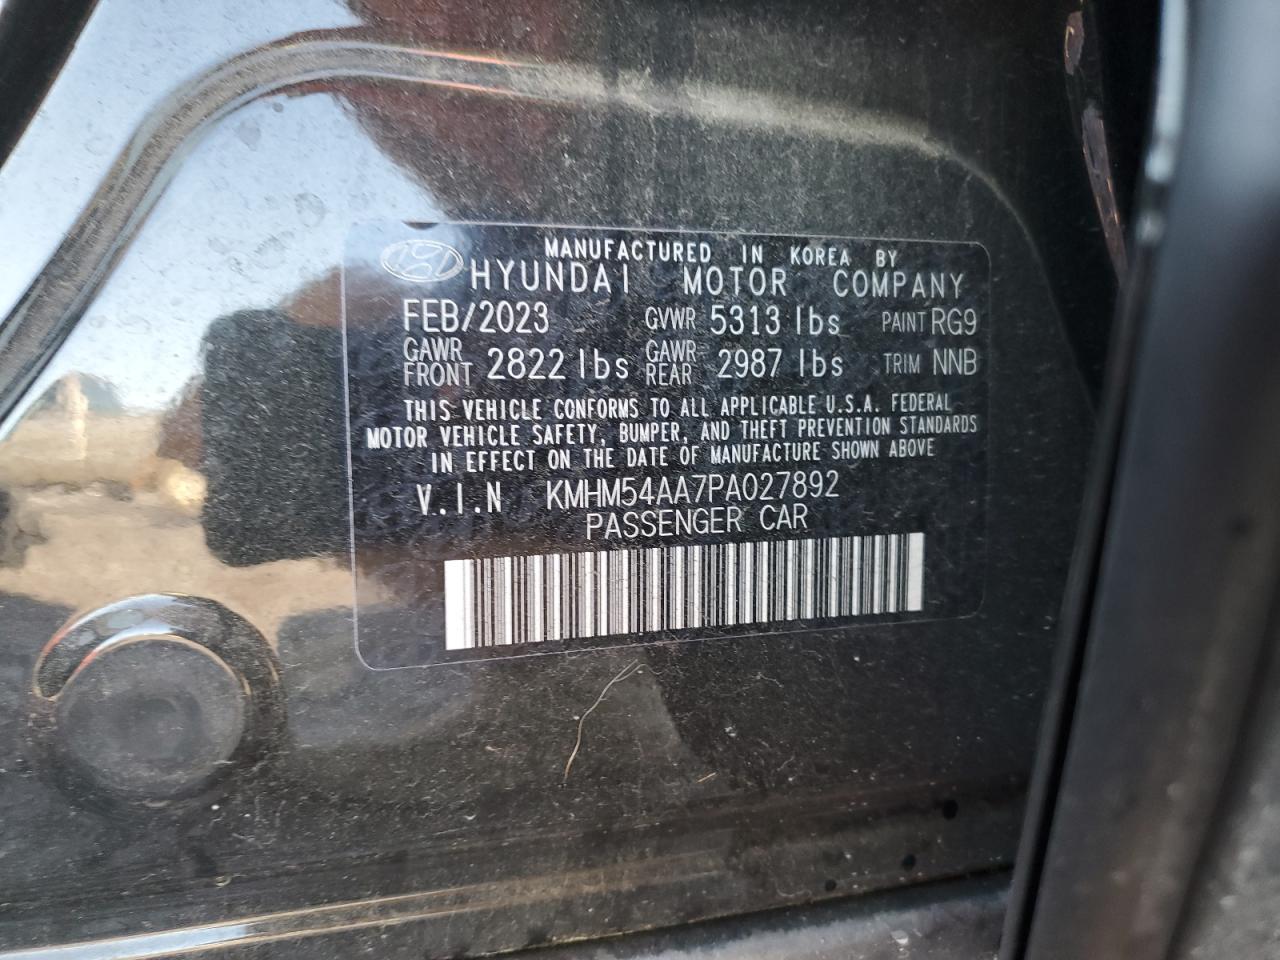 MANUFACTURED IN KOREA BY
HYUNDAI MOTOR COMPANY
FEB/2023 GVWR 5313 lbs PAINT RG9
GAWR FRONT 2822 lbs GAWR REAR 2987 lbs TRIM NNB
THIS VEHICLE CONFORMS TO ALL APPLICABLE U.S.A. FEDERAL
MOTOR VEHICLE SAFETY, BUMPER, AND THEFT PREVENTION STANDARDS
IN EFFECT ON THE DATE OF MANUFACTURE SHOWN ABOVE
V.I.N KMHM54AA7PA027892
PASSENGER CAR